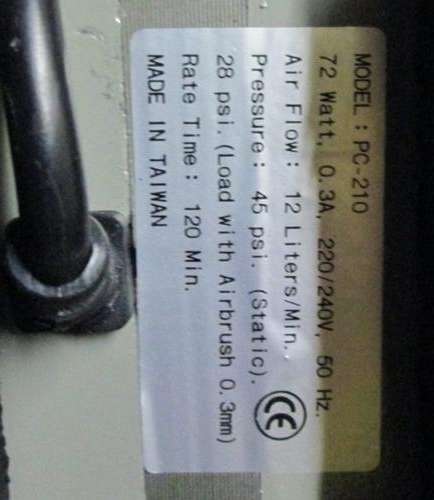 MODEL : PC-210
72 Watt, 0.3A, 220/240V, 50 Hz.
Air Flow : 12 Liters/Min.
Pressure : 45 psi. (Static).
28 psi. (Load with Airbrush 0.3mm)
Rate Time : 120 Min.
MADE IN TAIWAN
CE